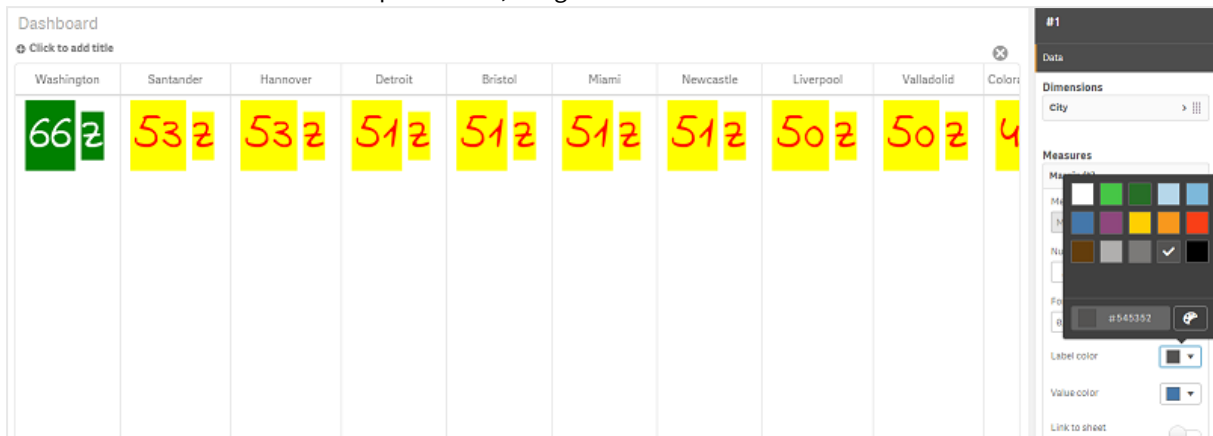 Dashboard
Click to add title
Washington Santander Hannover Detroit Bristol Miami Newcastle Liverpool Valladolid
66 53 53 51 51 51 51 50 50
#1
Data
Dimensions
City
Measures
#545352
Label color
Value color
Link to sheet